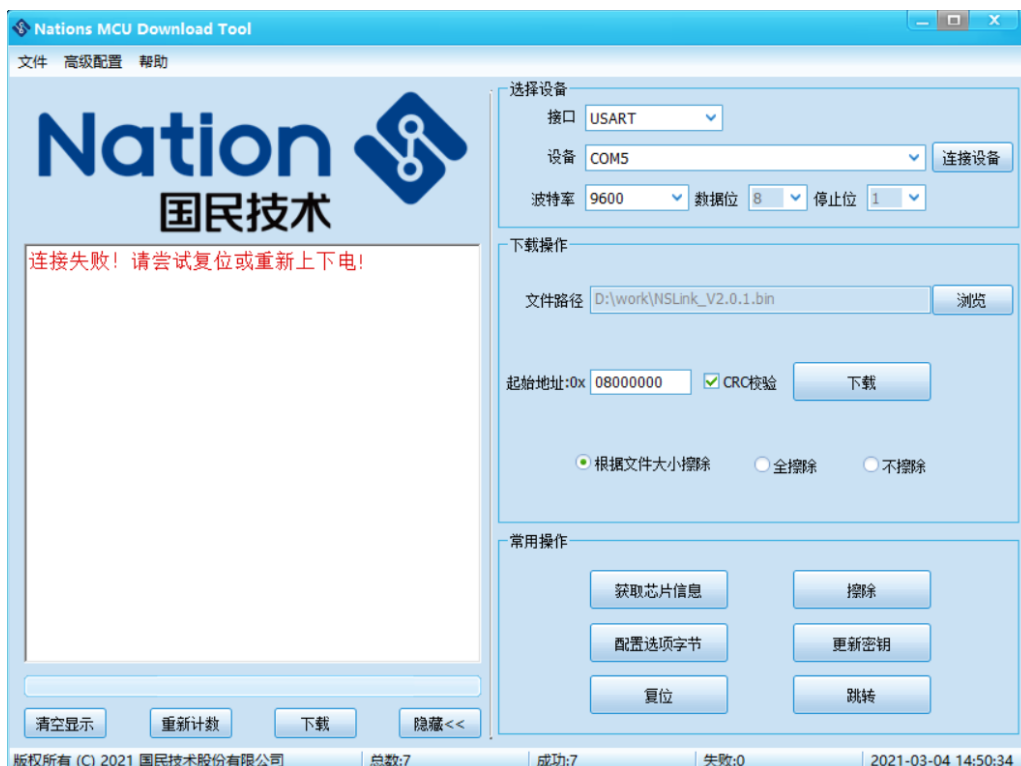 Nations MCU Download Tool
文件 高级配置 帮助
Nation
国民技术
连接失败！请尝试复位或重新上下电!
清空显示 重新计数 下载 隐藏<<
选择设备
接口 USART
设备 COM5 连接设备
波特率 9600 数据位 8 停止位 1
下载操作
文件路径 D:\work\NSLink_V2.0.1.bin 浏览
起始地址:0x 08000000 CRC校验 下载
根据文件大小擦除 全擦除 不擦除
常用操作
获取芯片信息 擦除
配置选项字节 更新密钥
复位 跳转
版权所有 (C) 2021 国民技术股份有限公司 总数:7 成功:7 失败:0 2021-03-04 14:50:34